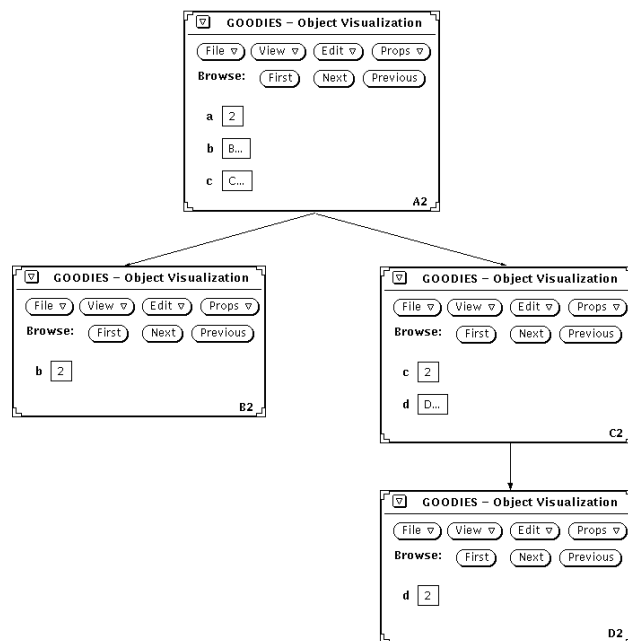 GOODIES – Object Visualization
File View Edit Props
Browse: First Next Previous
a 2
b B...
c C...
A2
GOODIES – Object Visualization
File View Edit Props
Browse: First Next Previous
b 2
B2
GOODIES – Object Visualization
File View Edit Props
Browse: First Next Previous
c 2
d D...
C2
GOODIES – Object Visualization
File View Edit Props
Browse: First Next Previous
d 2
D2